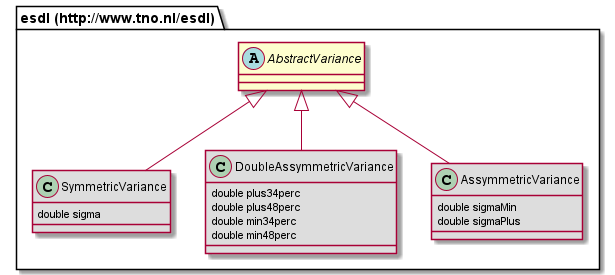 esdl (http://www.tno.nl/esdl)
A AbstractVariance
C SymmetricVariance
double sigma
C DoubleAssymmetricVariance
double plus34perc
double plus48perc
double min34perc
double min48perc
C AssymmetricVariance
double sigmaMin
double sigmaPlus